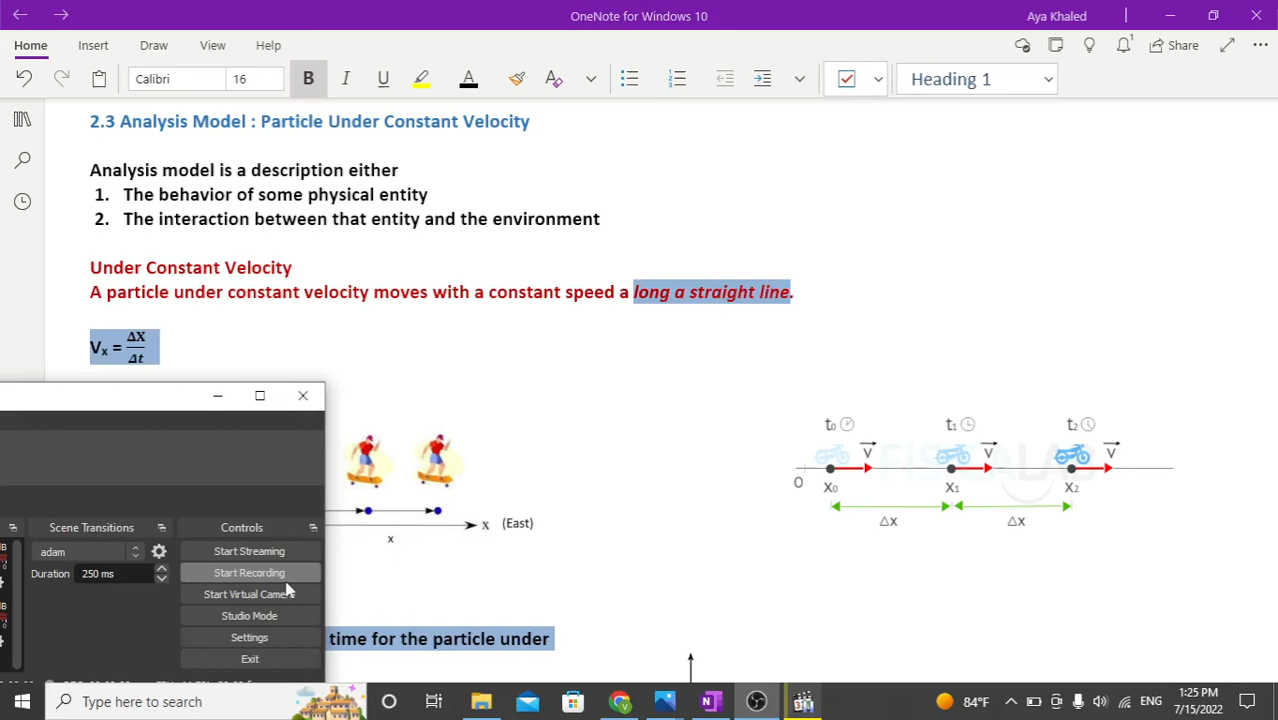 OneNote for Windows 10
Aya Khaled
Home
Insert
Draw
View
Help
Share
Calibri
16
B
I
U
A
Heading 1
2.3 Analysis Model : Particle Under Constant Velocity
Analysis model is a description either
1. The behavior of some physical entity
2. The interaction between that entity and the environment
Under Constant Velocity
A particle under constant velocity moves with a constant speed a long a straight line.
Vx = ΔX/Δt
t0 t1 t2
v v v
FISICALAB
O x0 x1 x2
△x △x
x (East)
x
Scene Transitions
Controls
adam
Start Streaming
Duration 250 ms
Start Recording
Start Virtual Camera
Studio Mode
Settings
Exit
time for the particle under
Type here to search
84°F
ENG
1:25 PM
7/15/2022